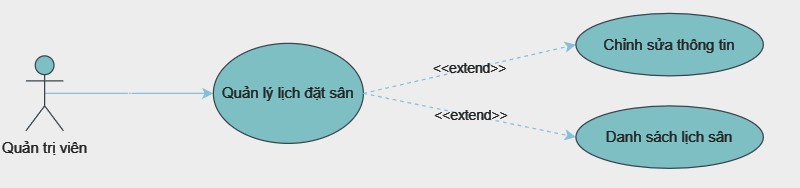 Chỉnh sửa thông tin
<<extend>>
Quản lý lịch đặt sân
<<extend>>
Danh sách lịch sân
Quản trị viên